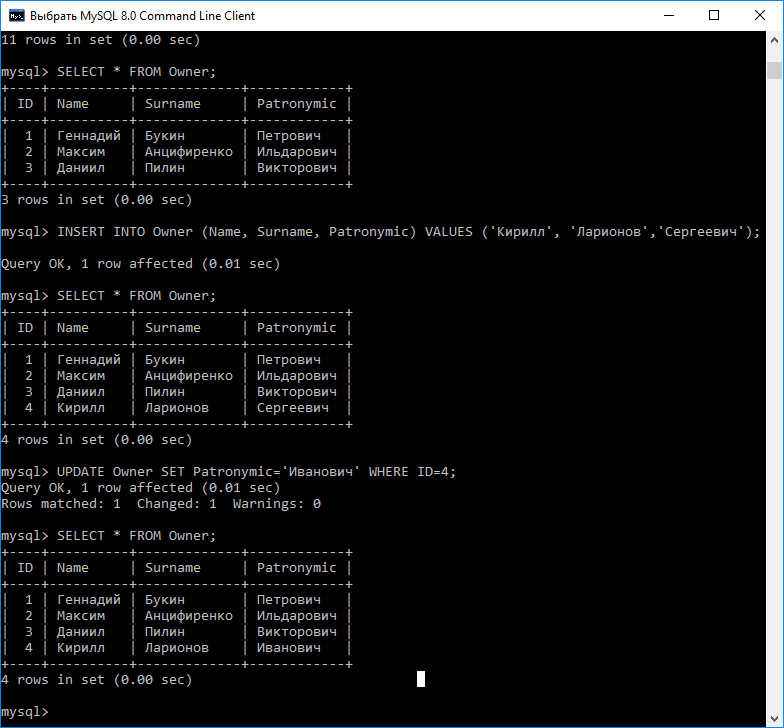 Выбрать MySQL 8.0 Command Line Client
11 rows in set (0.00 sec)
mysql> SELECT * FROM Owner;
+----+----------+-------------+------------+
| ID | Name     | Surname     | Patronymic |
+----+----------+-------------+------------+
|  1 | Геннадий | Букин       | Петрович   |
|  2 | Максим   | Анцифиренко | Ильдарович |
|  3 | Даниил   | Пилин       | Викторович |
+----+----------+-------------+------------+
3 rows in set (0.00 sec)
mysql> INSERT INTO Owner (Name, Surname, Patronymic) VALUES ('Кирилл', 'Ларионов','Сергеевич');
Query OK, 1 row affected (0.01 sec)
mysql> SELECT * FROM Owner;
+----+----------+-------------+------------+
| ID | Name     | Surname     | Patronymic |
+----+----------+-------------+------------+
|  1 | Геннадий | Букин       | Петрович   |
|  2 | Максим   | Анцифиренко | Ильдарович |
|  3 | Даниил   | Пилин       | Викторович |
|  4 | Кирилл   | Ларионов    | Сергеевич  |
+----+----------+-------------+------------+
4 rows in set (0.00 sec)
mysql> UPDATE Owner SET Patronymic='Иванович' WHERE ID=4;
Query OK, 1 row affected (0.01 sec)
Rows matched: 1  Changed: 1  Warnings: 0
mysql> SELECT * FROM Owner;
+----+----------+-------------+------------+
| ID | Name     | Surname     | Patronymic |
+----+----------+-------------+------------+
|  1 | Геннадий | Букин       | Петрович   |
|  2 | Максим   | Анцифиренко | Ильдарович |
|  3 | Даниил   | Пилин       | Викторович |
|  4 | Кирилл   | Ларионов    | Иванович   |
+----+----------+-------------+------------+
4 rows in set (0.00 sec)
mysql>